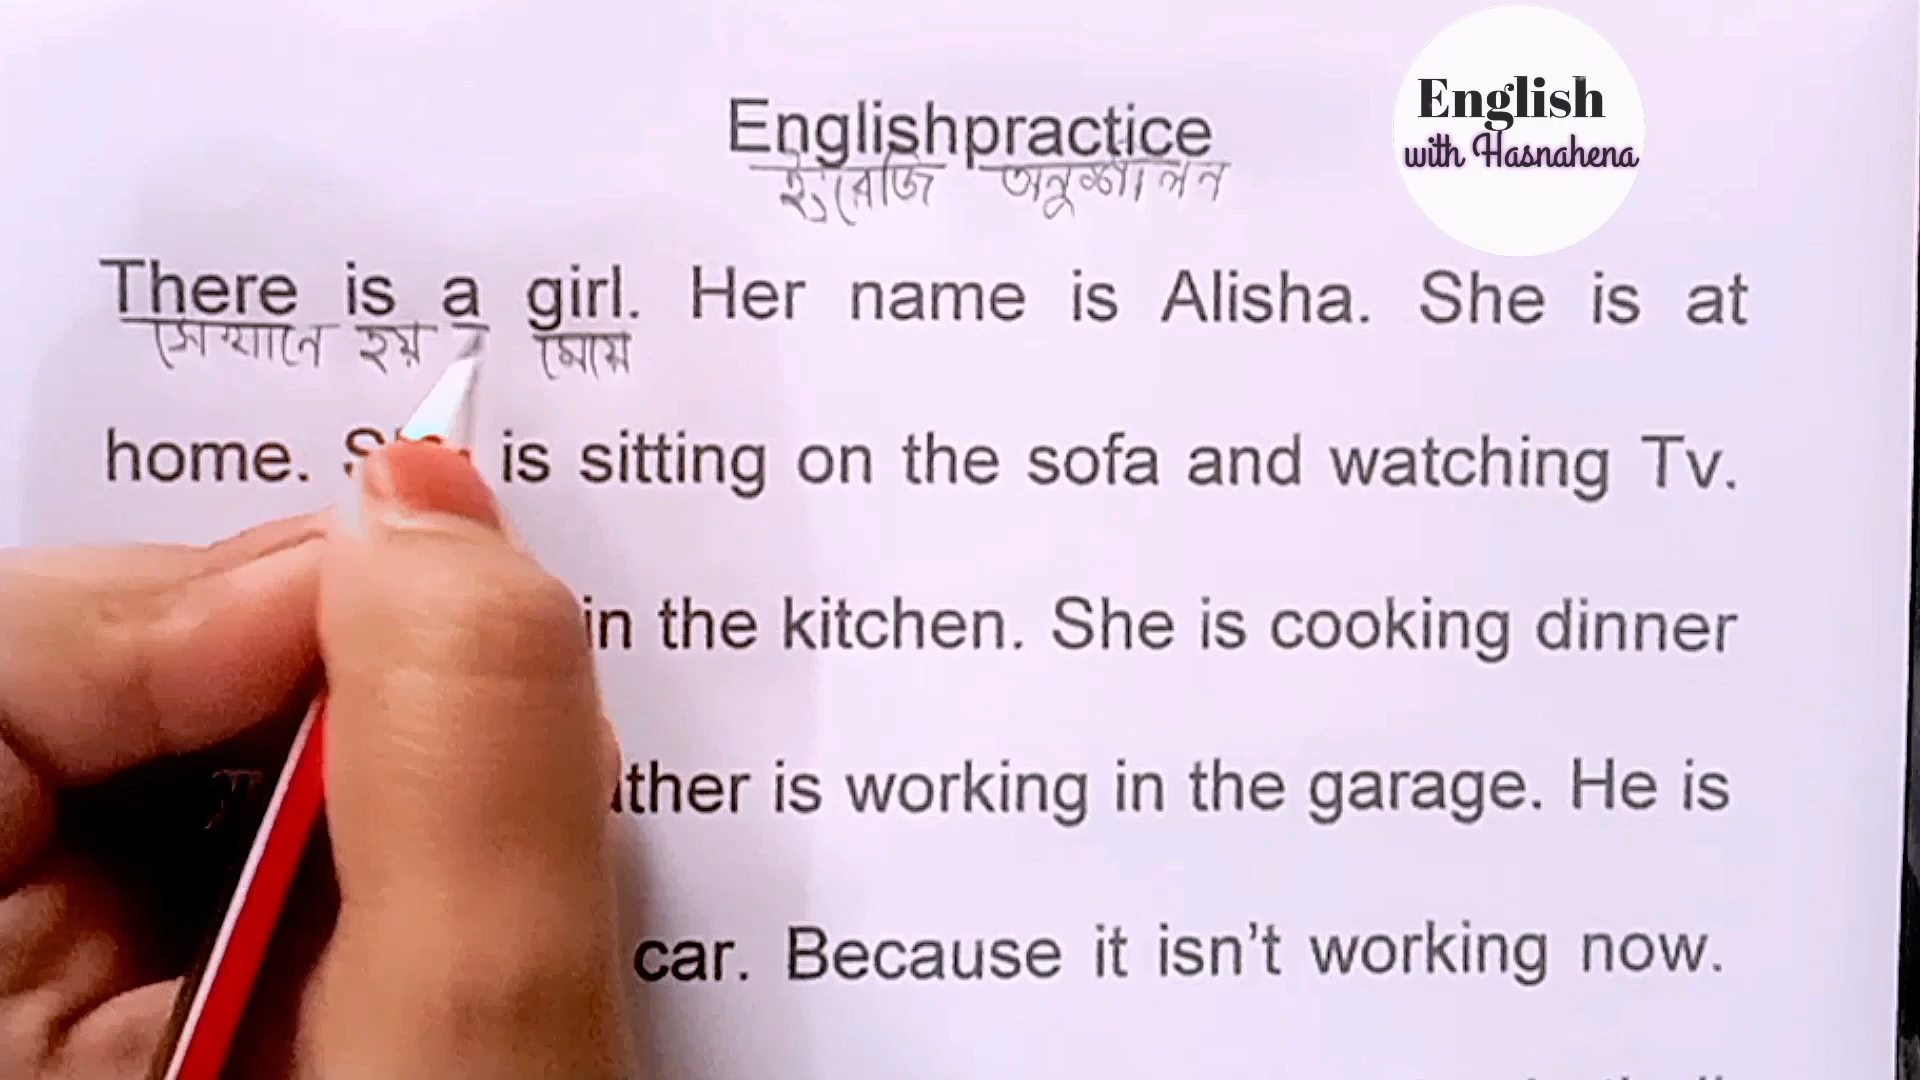 English
with Hasnahena
Englishpractice
ইংরেজি অনুশীলন
There is a girl. Her name is Alisha. She is at
সেখানে হয় মেয়ে
home. is sitting on the sofa and watching Tv.
in the kitchen. She is cooking dinner
is working in the garage. He is
car. Because it isn't working now.